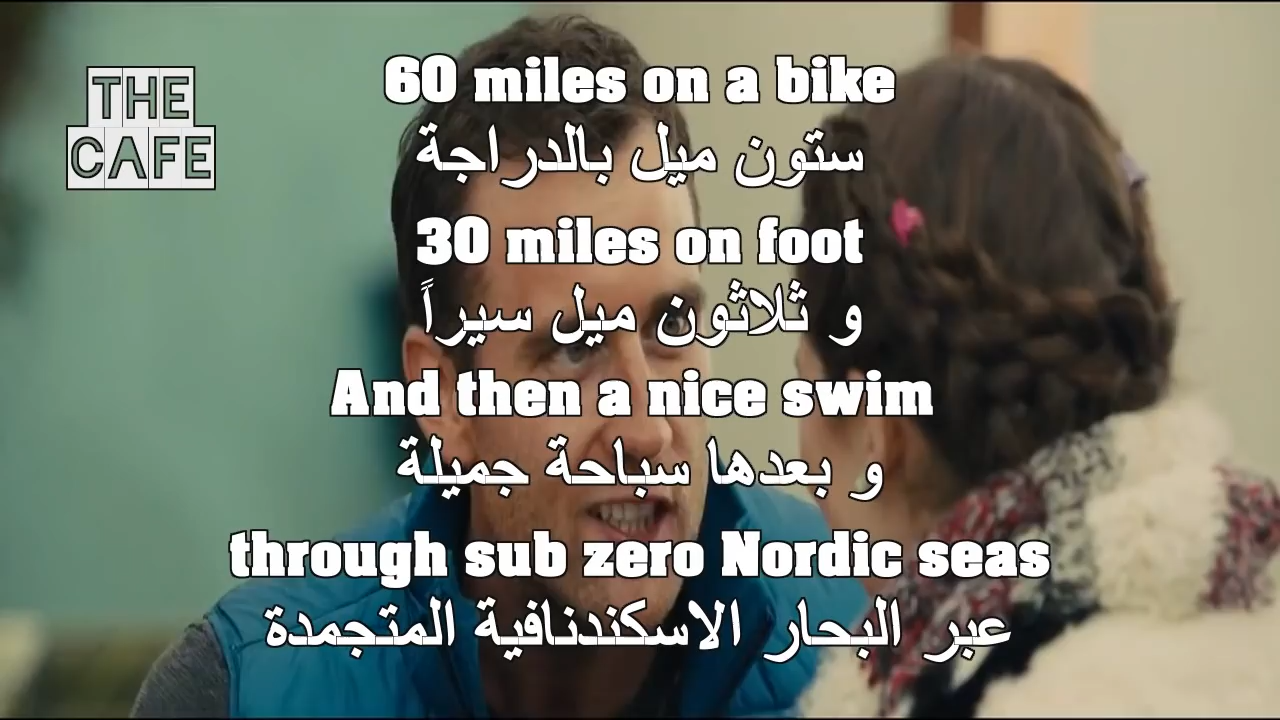 THE
CAFE
60 miles on a bike
ستون ميل بالدراجة
30 miles on foot
و ثلاثون ميل سيراً
And then a nice swim
و بعدها سباحة جميلة
through sub zero Nordic seas
عبر البحار الاسكندنافية المتجمدة